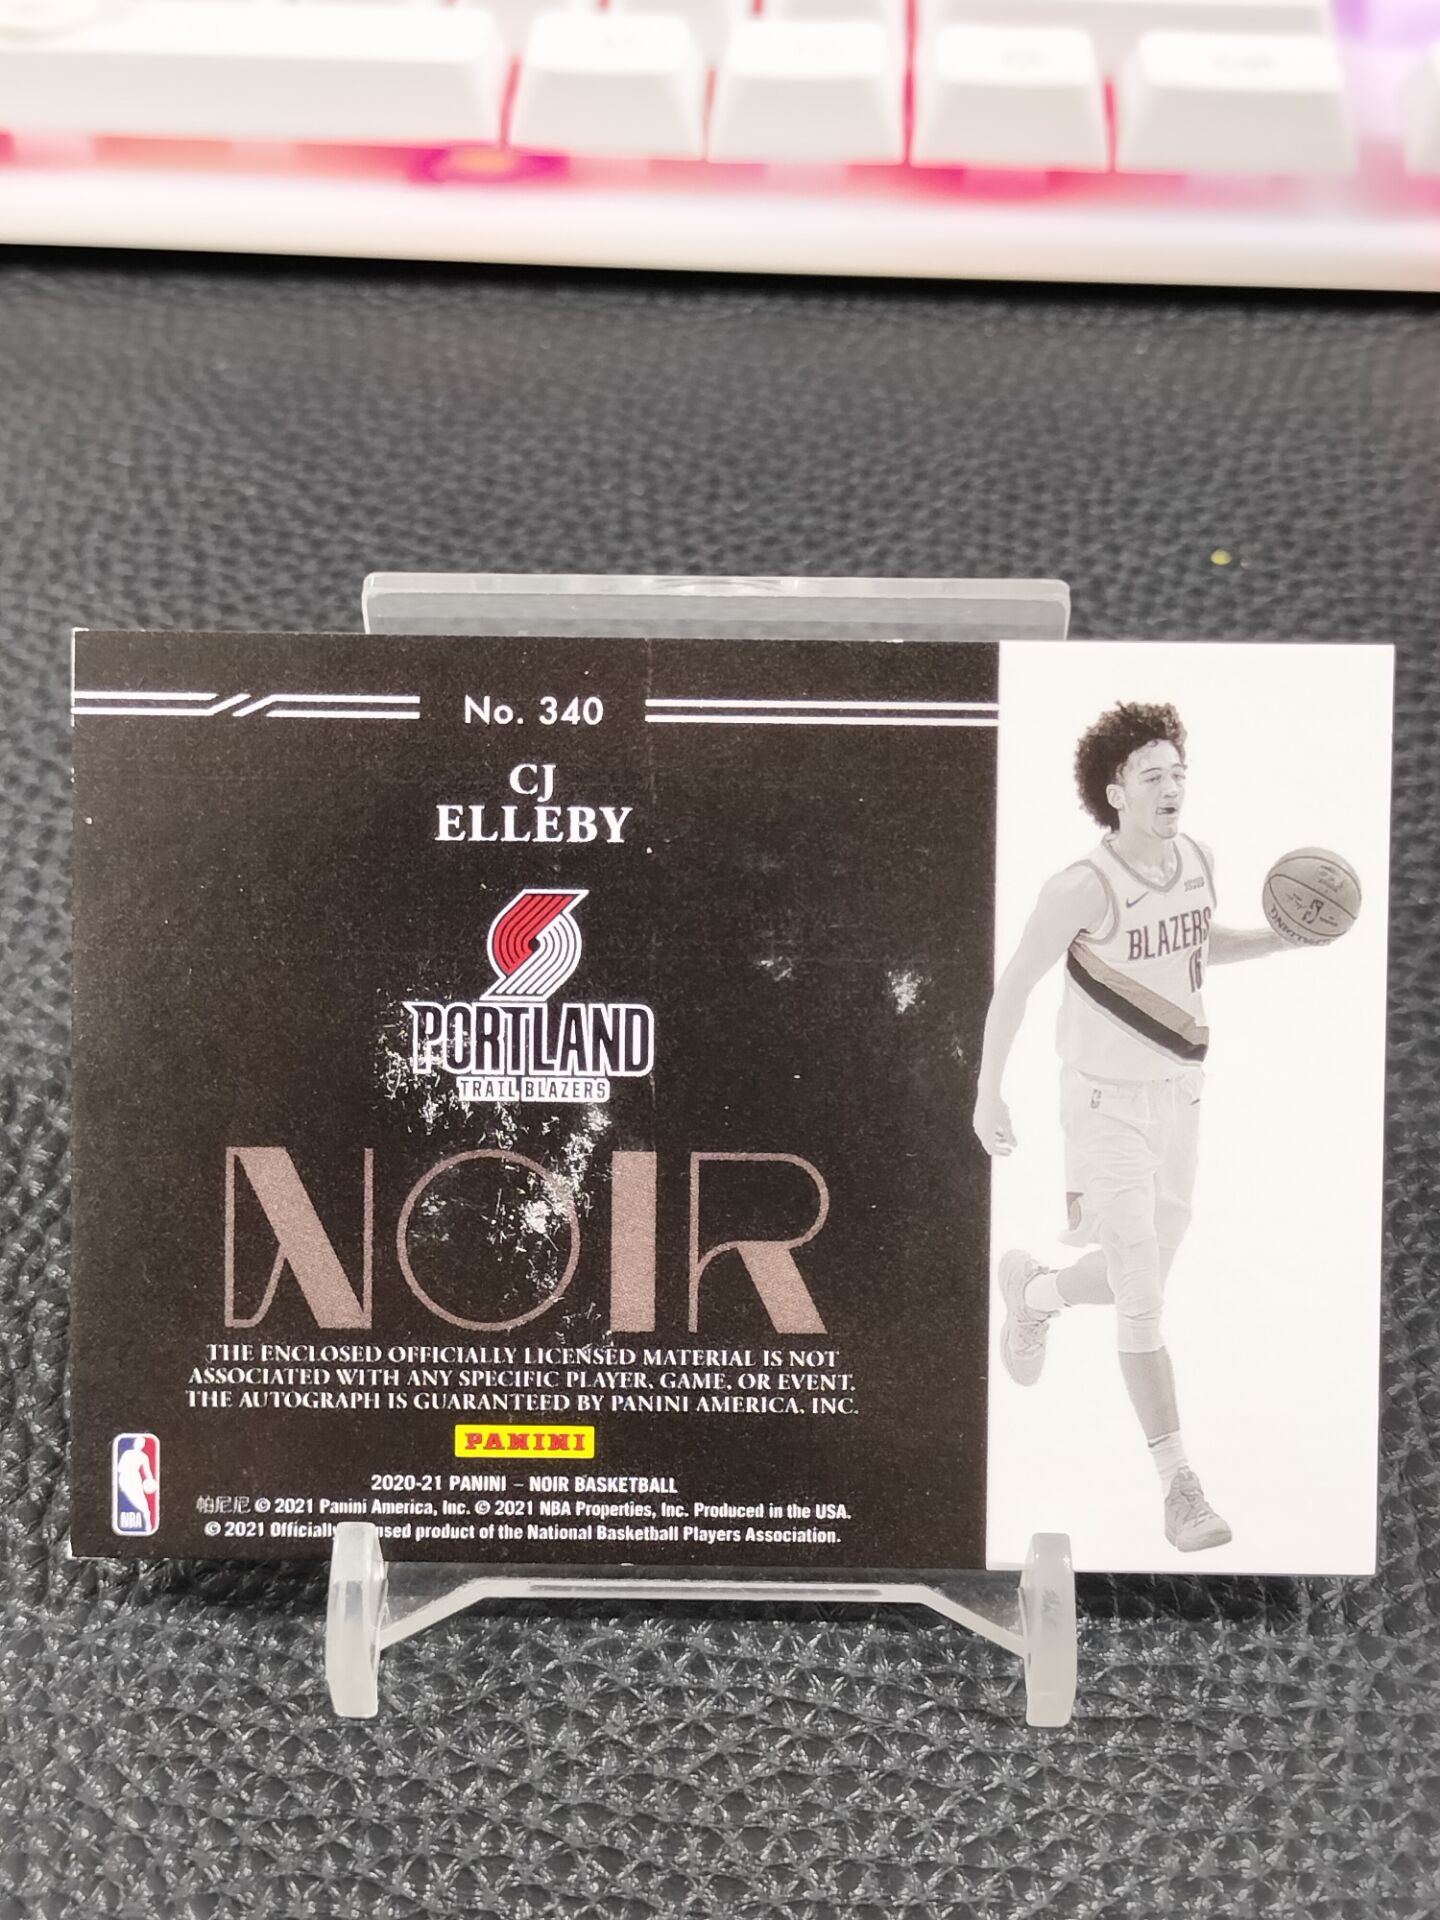 No. 340
CJ
ELLEBY
PORTLAND
TRAIL BLAZERS
NOIR
THE ENCLOSED OFFICIALLY LICENSED MATERIAL IS NOT
ASSOCIATED WITH ANY SPECIFIC PLAYER, GAME, OR EVENT.
THE AUTOGRAPH IS GUARANTEED BY PANINI AMERICA, INC.
PANINI
NBA
2020-21 PANINI – NOIR BASKETBALL
帕尼尼 © 2021 Panini America, Inc. © 2021 NBA Properties, Inc. Produced in the USA.
© 2021 Officially product of the National Basketball Players Association.
BLAZERS
16